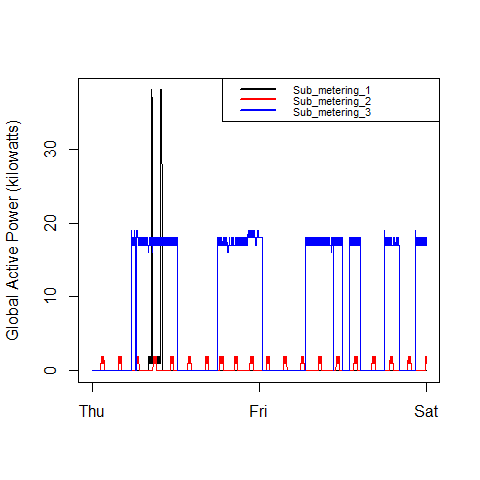 Sub_metering_1
Sub_metering_2
Sub_metering_3
Global Active Power (kilowatts)
30
20
10
0
Thu Fri Sat